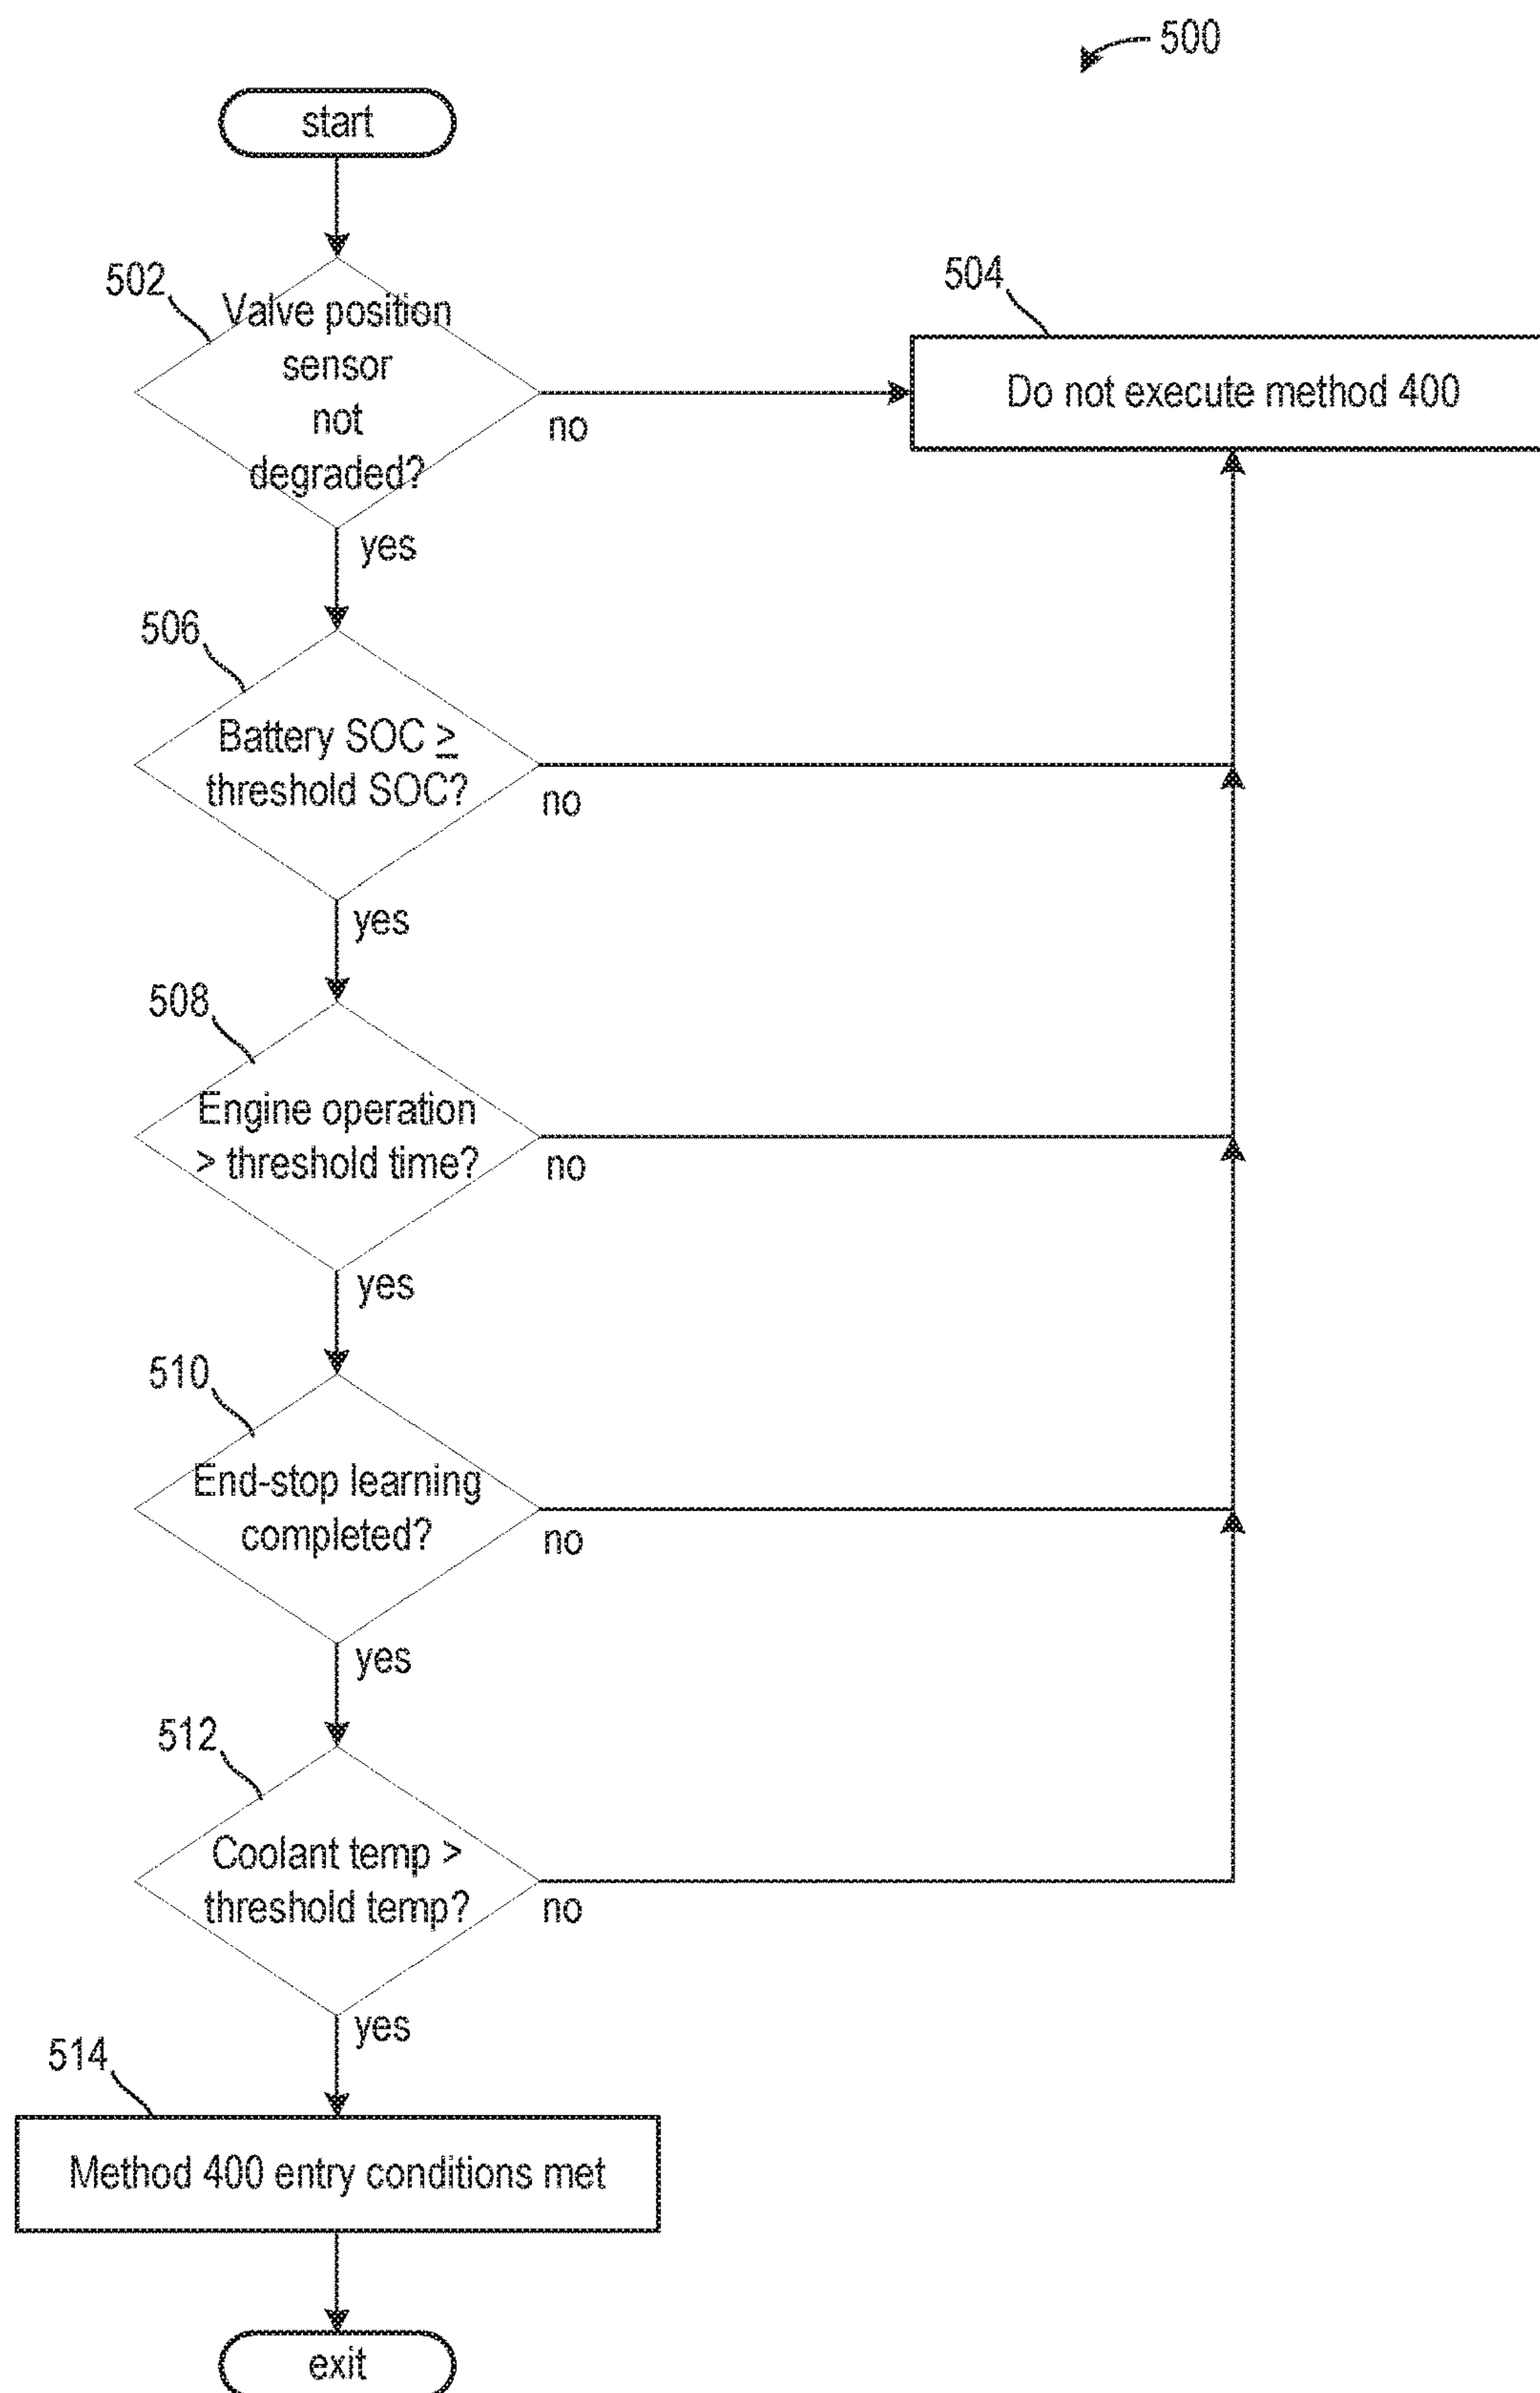 500
start
502
Valve position
sensor
not
degraded?
no
504
Do not execute method 400
yes
506
Battery SOC ≥
threshold SOC?
no
yes
508
Engine operation
> threshold time?
no
yes
510
End-stop learning
completed?
no
yes
512
Coolant temp >
threshold temp?
no
yes
514
Method 400 entry conditions met
exit